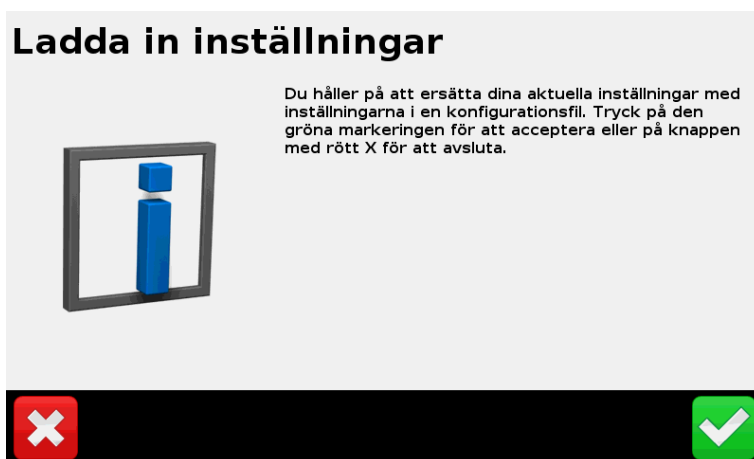 Ladda in inställningar
Du håller på att ersätta dina aktuella inställningar med
inställningarna i en konfigurationsfil. Tryck på den
gröna markeringen för att acceptera eller på knappen
med rött X för att avsluta.